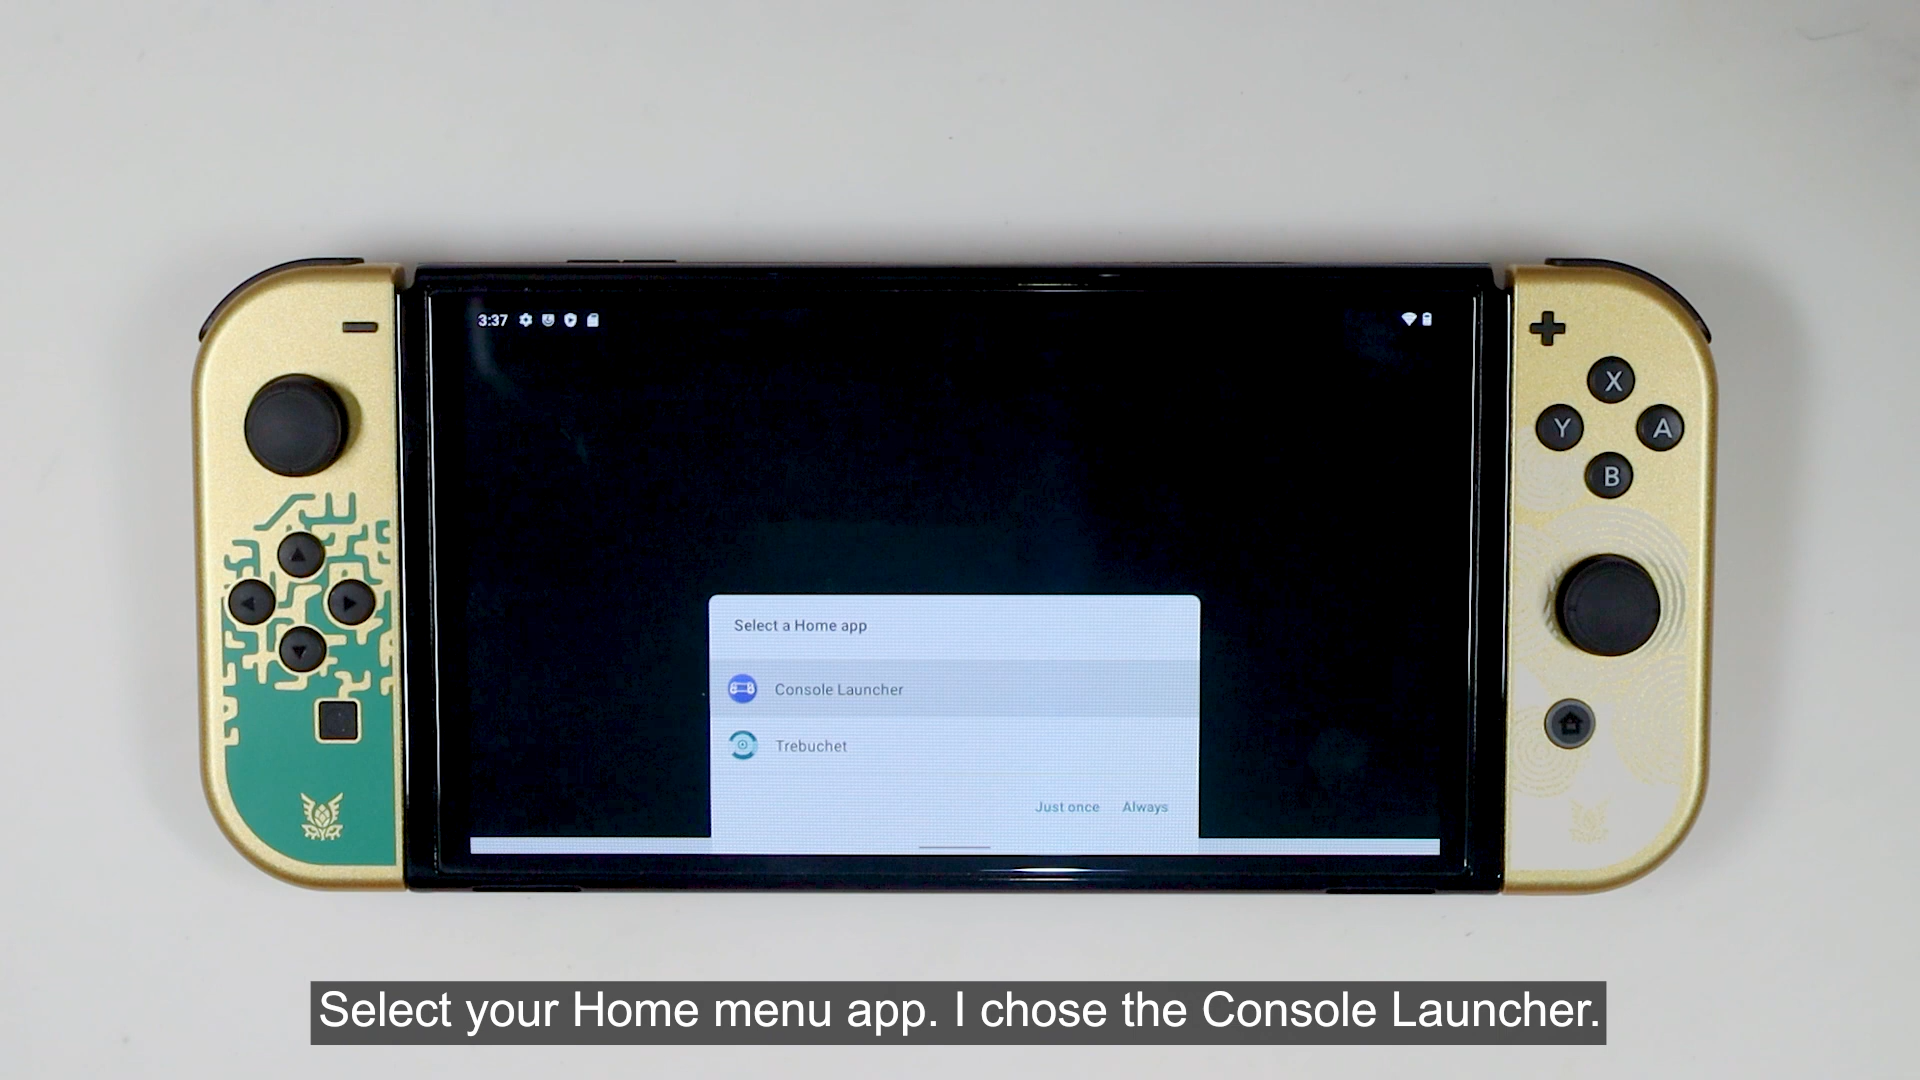 3:37
X
Y
A
B
Select a Home app
Console Launcher
Trebuchet
Just once
Always
Select your Home menu app. I chose the Console Launcher.